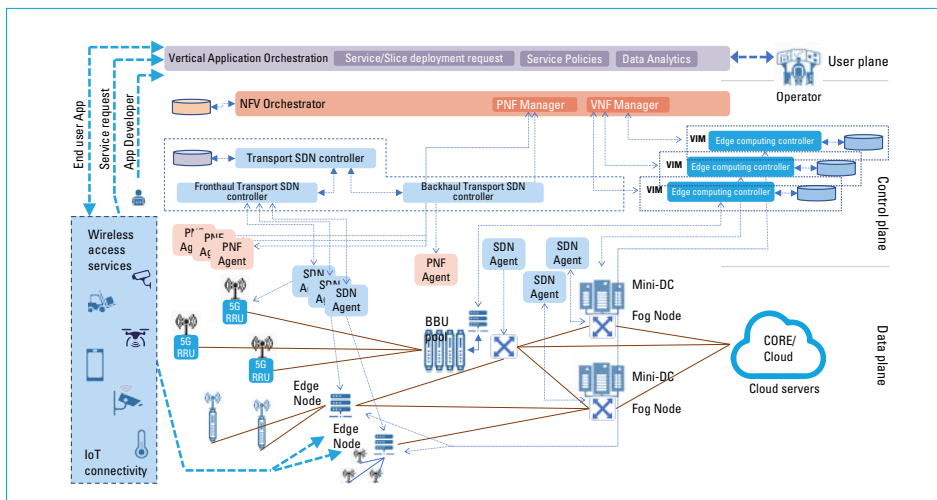 Vertical Application Orchestration
Service/Slice deployment request
Service Policies
Data Analytics
User plane
Operator
NFV Orchestrator
PNF Manager
VNF Manager
End user App
Service request
App Developer
Transport SDN controller
Fronthaul Transport SDN
controller
Backhaul Transport SDN
controller
VIM
Edge computing controller
VIM
Edge computing controller
VIM
Edge computing controller
Control plane
Wireless
access
services
PNF
Agent
PNF
Agent
PNF
Agent
PNF
Agent
SDN
Agent
SDN
Agent
SDN
Agent
SDN
Agent
SDN
Agent
SDN
Agent
Mini-DC
Fog Node
5G
RRU
5G
RRU
5G
RRU
BBU
pool
CORE/
Cloud
Cloud servers
Data plane
Mini-DC
Fog Node
Edge
Node
Edge
Node
IoT
connectivity